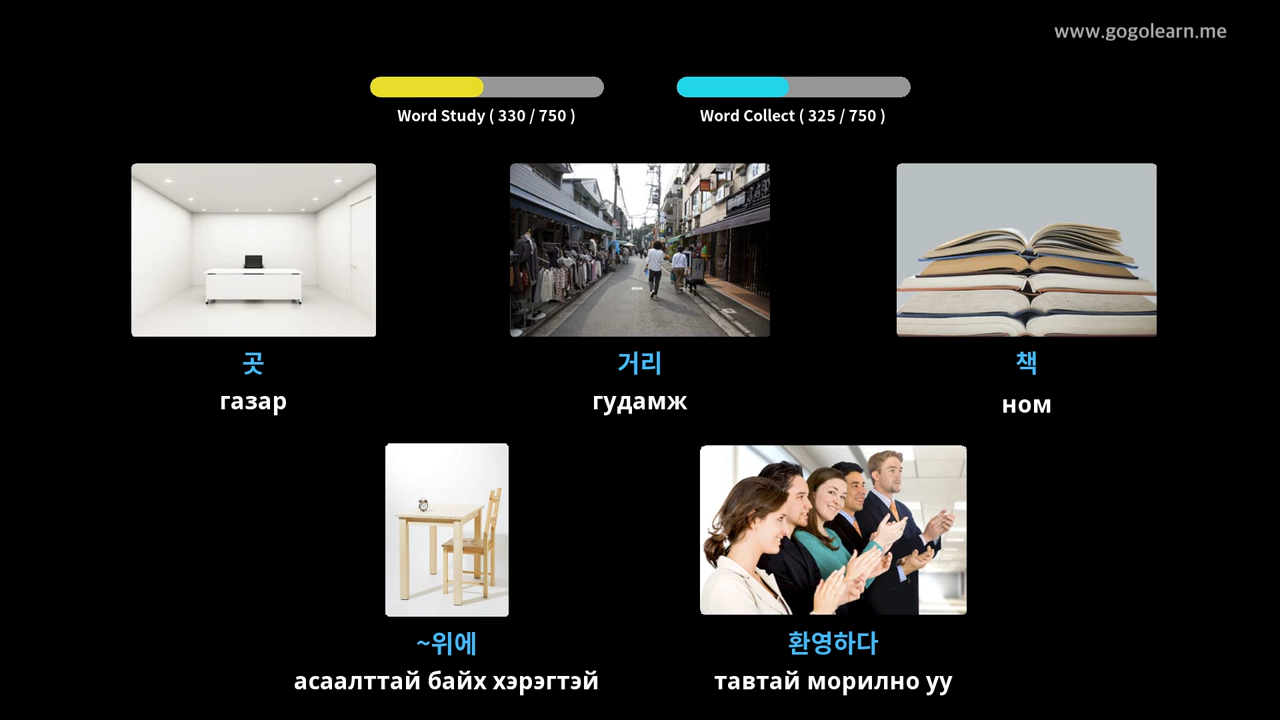 www.gogolearn.me
Word Study ( 330 / 750 )
Word Collect ( 325 / 750 )
곳
газар
거리
гудамж
책
ном
~위에
асаалттай байх хэрэгтэй
환영하다
тавтай морилно уу